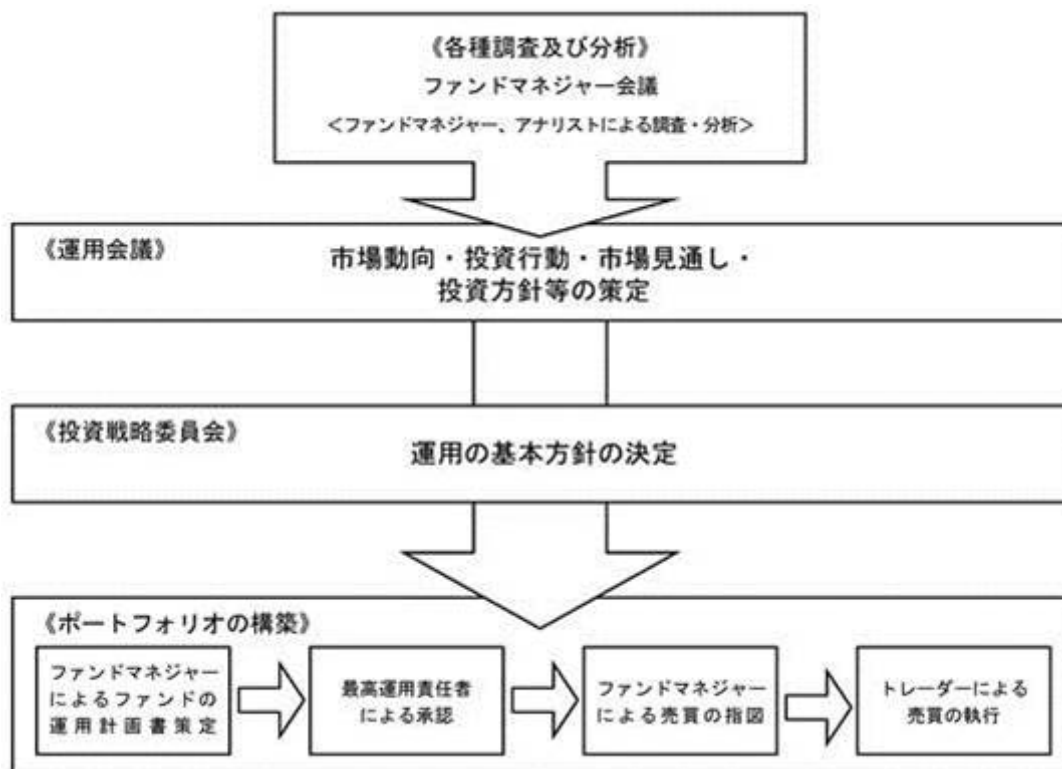 《各種調査及び分析》
ファンドマネジャー会議
<ファンドマネジャー、アナリストによる調査・分析>
《運用会議》
市場動向・投資行動・市場見通し・
投資方針等の策定
《投資戦略委員会》
運用の基本方針の決定
《ポートフォリオの構築》
ファンドマネジャー
によるファンドの
運用計画書策定
最高運用責任者
による承認
ファンドマネジャー
による売買の指図
トレーダーによる
売買の執行